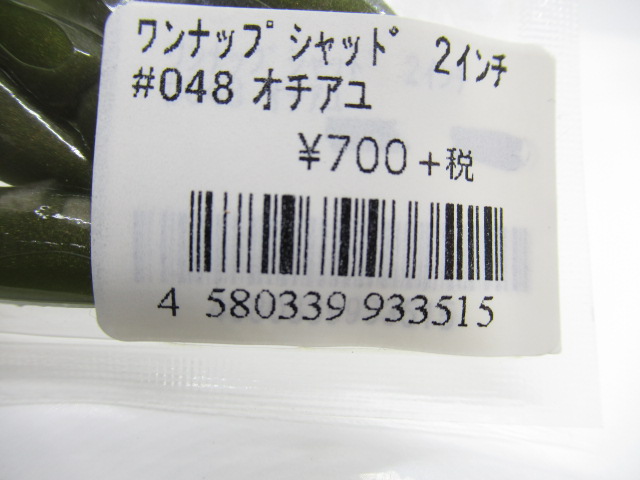 ﾜﾝﾅｯﾌﾟｼｬｯﾄﾞ 2ｲﾝﾁ
#048 オチアユ
¥700+税
4 580339 933515